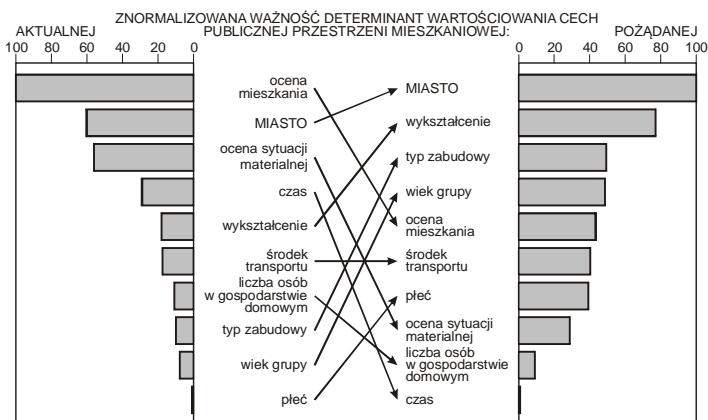 ZNORMALIZOWANA WAŻNOŚĆ DETERMINANT WARTOŚCIOWANIA CECH
AKTUALNEJ PUBLICZNEJ PRZESTRZENI MIESZKANIOWEJ: POŻĄDANEJ
100 80 60 40 20 0
0 20 40 60 80 100
ocena
mieszkania
MIASTO
ocena sytuacji
materialnej
czas
wykształcenie
środek
transportu
liczba osób
w gospodarstwie
domowym
typ zabudowy
wiek grupy
płeć
MIASTO
wykształcenie
typ zabudowy
wiek grupy
ocena
mieszkania
środek
transportu
płeć
ocena sytuacji
materialnej
liczba osób
w gospodarstwie
domowym
czas